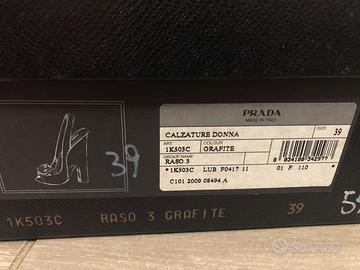 PRADA
MADE IN ITALY
SIZE
CALZATURE DONNA
39
ART
COLOUR
1K503C
GRAFITE
GROUP NAME
RASO 3
*1K503C LUB F0417 11 01 F 110
C101 2009 08494 A
39
1K503C RASO 3 GRAFITE 39
Subito